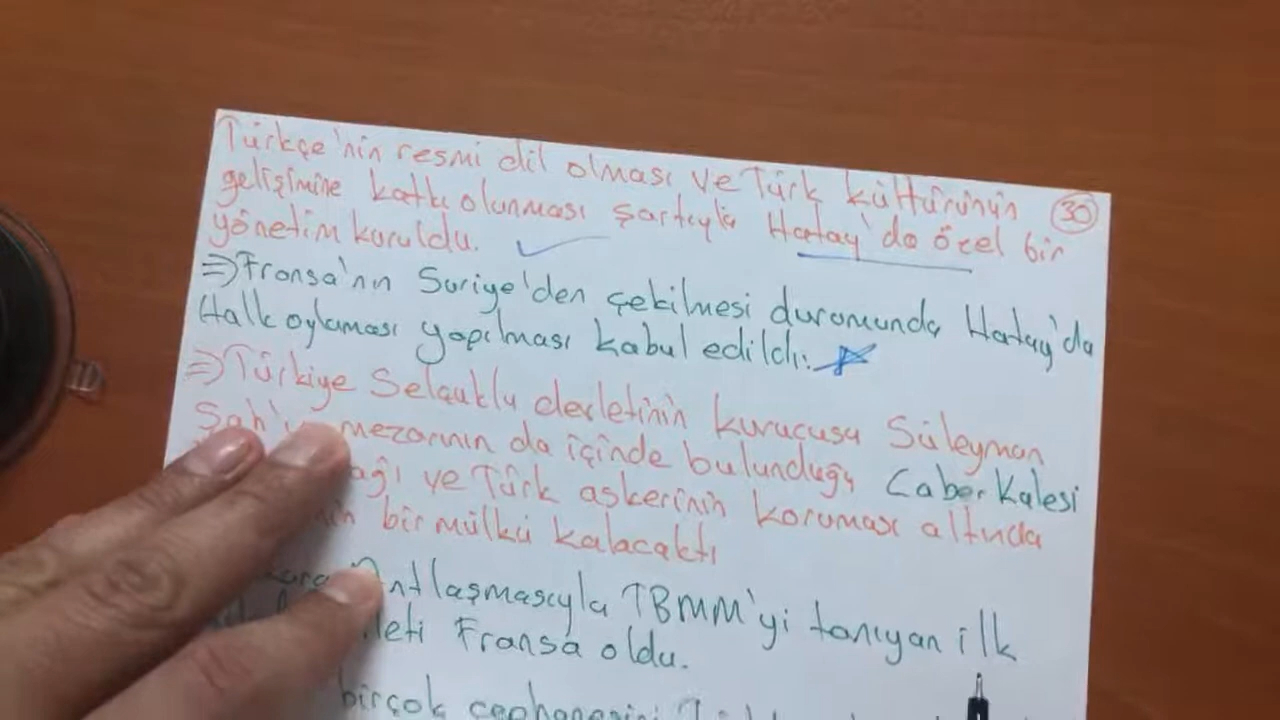 Türkçe'nin resmi dil olması ve Türk kültürünün
gelişimine katkı olunması şartıyla Hatay'da özel bir
30
yönetim kuruldu.
⇒Fransa'nın Suriye'den çekilmesi durumunda Hatay'da
Halk oylaması yapılması kabul edildi.
⇒Türkiye Selçuklu devletinin kurucusu Süleyman
Şah'ın mezarının da içinde bulunduğu Caber Kalesi
ve Türk askerinin koruması altında
bir mülkü kalacaktı
Antlaşmasıyla TBMM'yi tanıyan ilk
Fransa oldu.
birçok